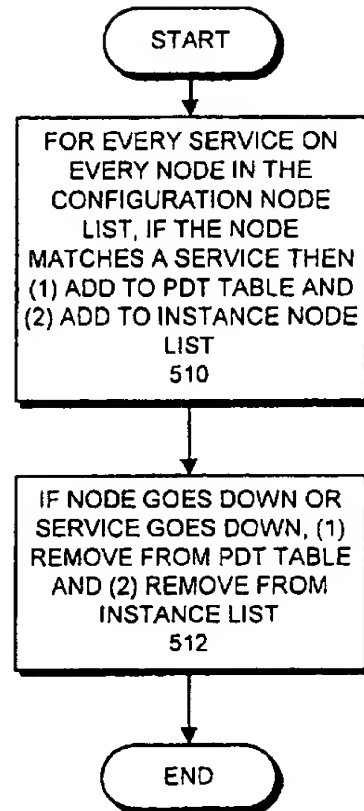 START
FOR EVERY SERVICE ON
EVERY NODE IN THE
CONFIGURATION NODE
LIST, IF THE NODE
MATCHES A SERVICE THEN
(1) ADD TO PDT TABLE AND
(2) ADD TO INSTANCE NODE
LIST
510
IF NODE GOES DOWN OR
SERVICE GOES DOWN, (1)
REMOVE FROM PDT TABLE
AND (2) REMOVE FROM
INSTANCE LIST
512
END